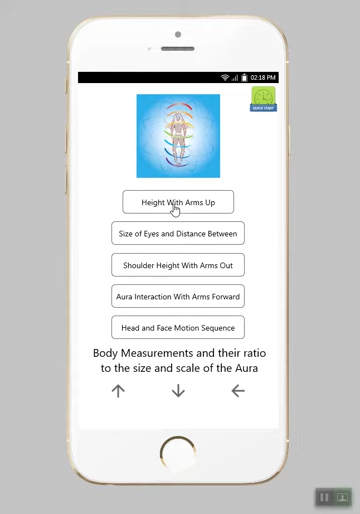 02:18 PM
QUICK START
Height With Arms Up
Size of Eyes and Distance Between
Shoulder Height With Arms Out
Aura Interaction With Arms Forward
Head and Face Motion Sequence
Body Measurements and their ratio
to the size and scale of the Aura